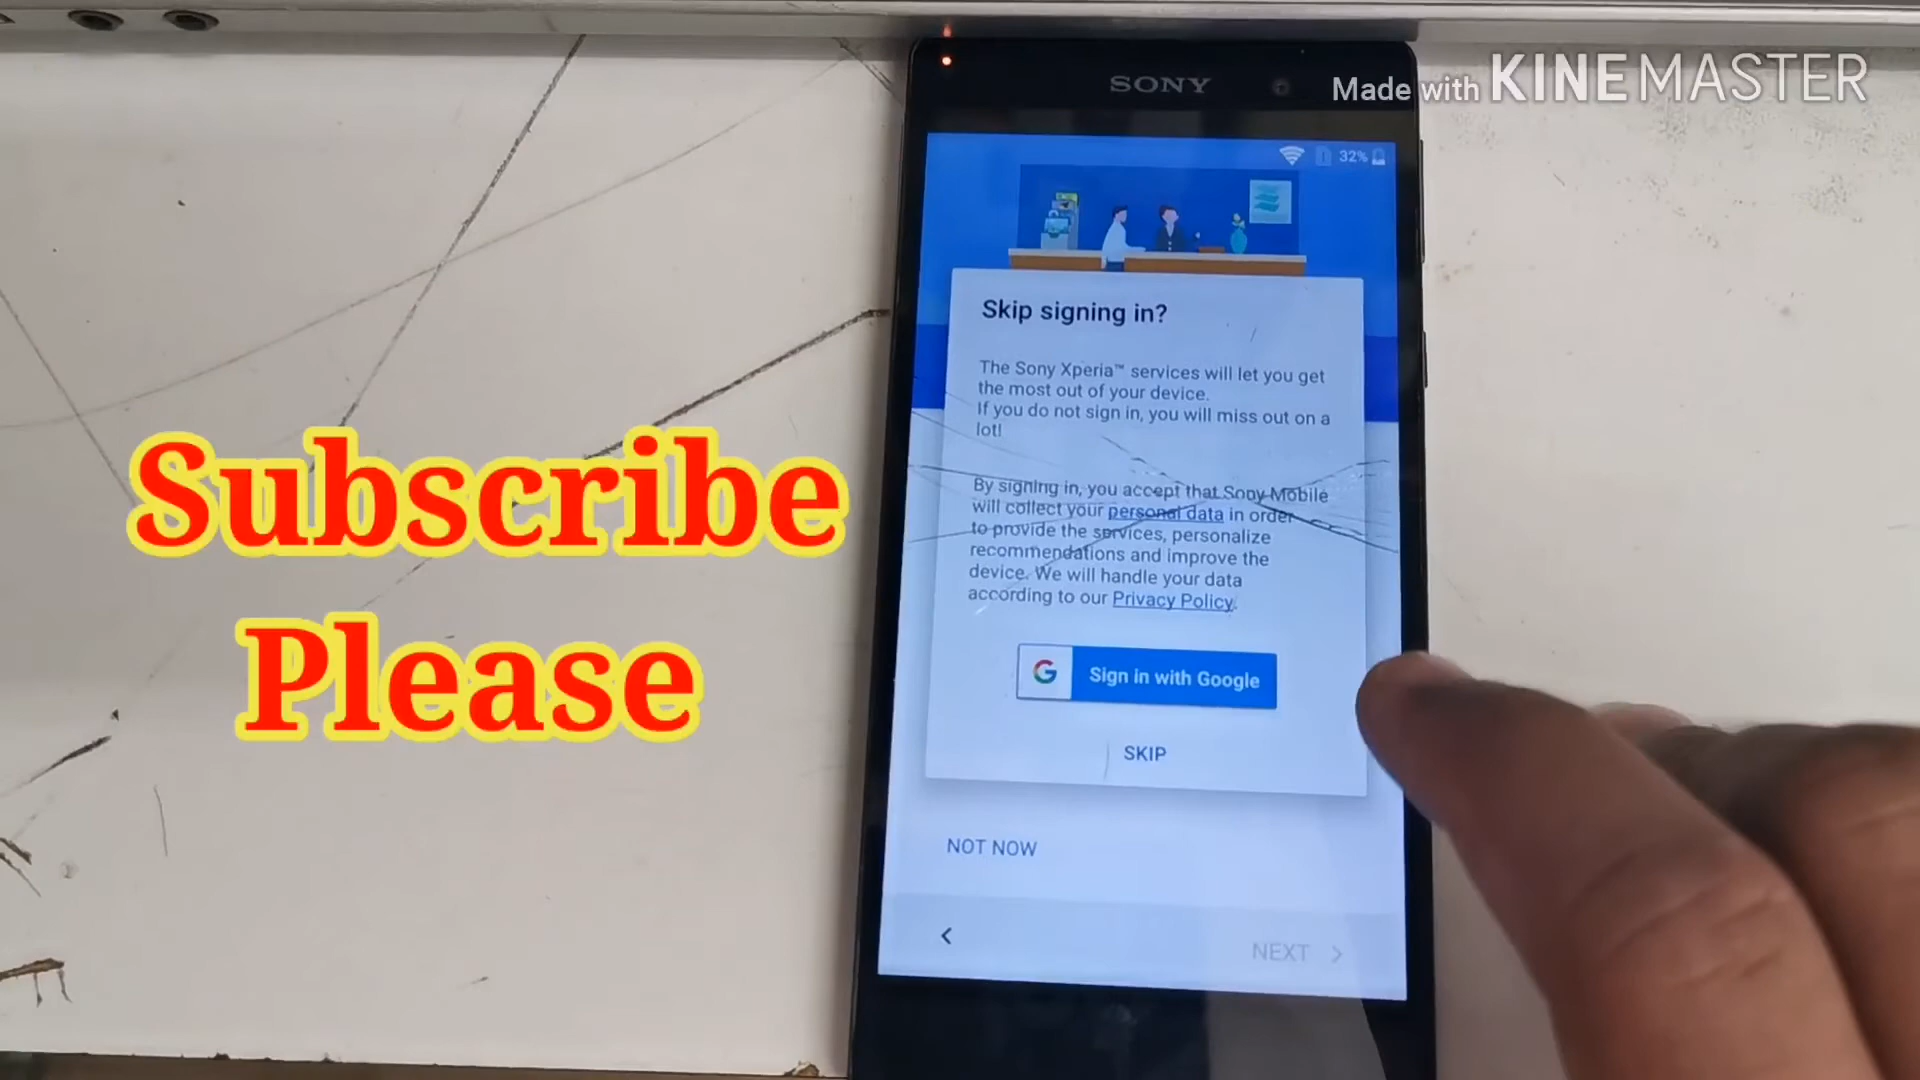 SONY
Made with KINEMASTER
32%
Skip signing in?
The Sony Xperia™ services will let you get
the most out of your device.
If you do not sign in, you will miss out on a
lot!
By signing in, you accept that Sony Mobile
will collect your personal data in order
to provide the services, personalize
recommendations and improve the
device. We will handle your data
according to our Privacy Policy.
G Sign in with Google
SKIP
NOT NOW
NEXT
Subscribe
Please